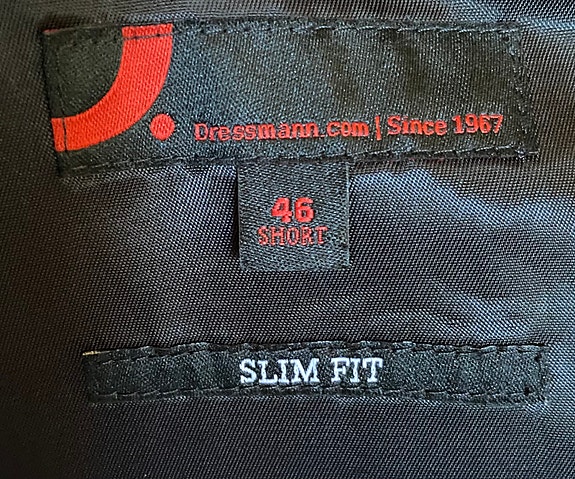 Dressmann.com | Since 1967
46
SHORT
SLIM FIT